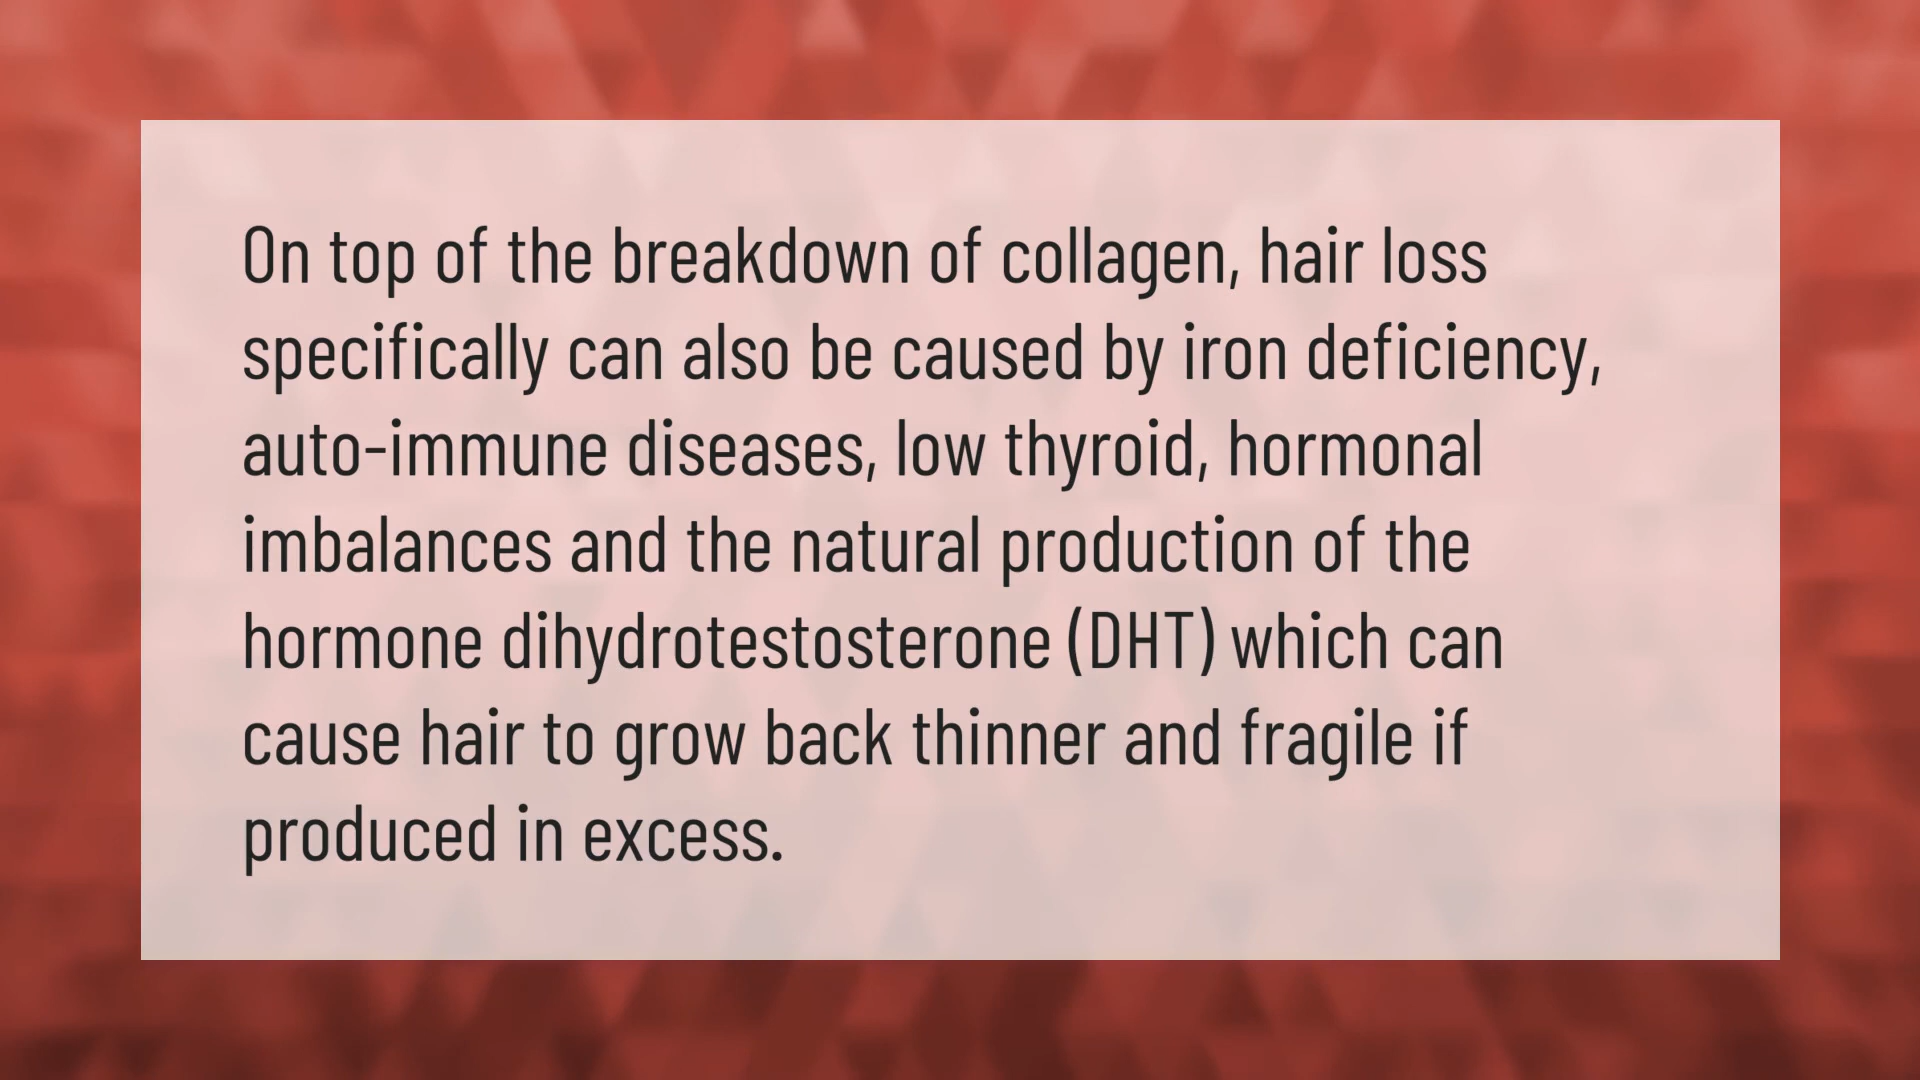 On top of the breakdown of collagen, hair loss
specifically can also be caused by iron deficiency,
auto-immune diseases, low thyroid, hormonal
imbalances and the natural production of the
hormone dihydrotestosterone (DHT) which can
cause hair to grow back thinner and fragile if
produced in excess.